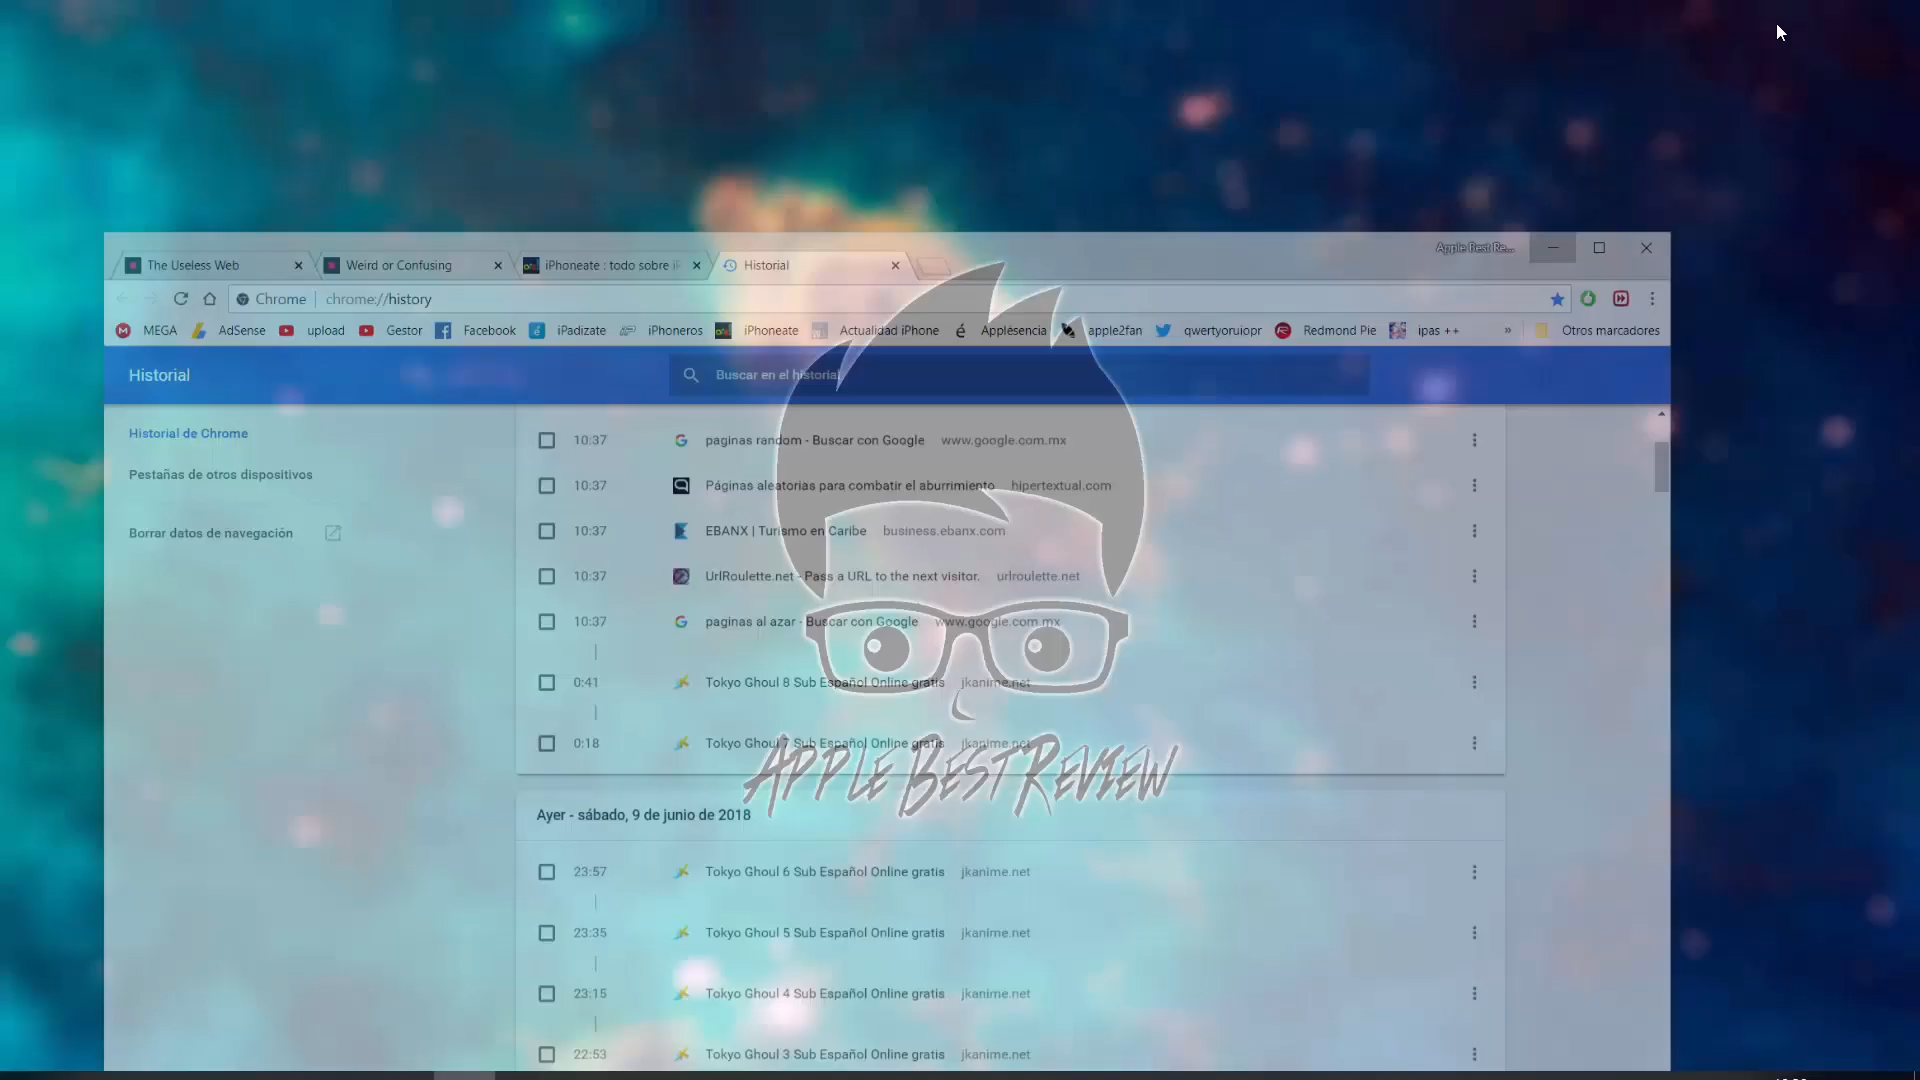 Apple Best Re...
The Useless Web
Weird or Confusing
iPhoneate : todo sobre i
Historial
Chrome
chrome://history
MEGA
AdSense
upload
Gestor
Facebook
iPadizate
iPhoneros
iPhoneate
Actualidad iPhone
Applesencia
apple2fan
qwertyoruiopr
Redmond Pie
ipas ++
»
Otros marcadores
Historial
Buscar en el historial
Historial de Chrome
Pestañas de otros dispositivos
Borrar datos de navegación
10:37 paginas random - Buscar con Google www.google.com.mx
10:37 Páginas aleatorias para combatir el aburrimiento hipertextual.com
10:37 EBANX | Turismo en Caribe business.ebanx.com
10:37 UrlRoulette.net - Pass a URL to the next visitor. urlroulette.net
10:37 paginas al azar - Buscar con Google www.google.com.mx
0:41 Tokyo Ghoul 8 Sub Español Online gratis jkanime.net
0:18 Tokyo Ghoul 7 Sub Español Online gratis jkanime.net
APPLE BEST REVIEW
Ayer - sábado, 9 de junio de 2018
23:57 Tokyo Ghoul 6 Sub Español Online gratis jkanime.net
23:35 Tokyo Ghoul 5 Sub Español Online gratis jkanime.net
23:15 Tokyo Ghoul 4 Sub Español Online gratis jkanime.net
22:53 Tokyo Ghoul 3 Sub Español Online gratis jkanime.net